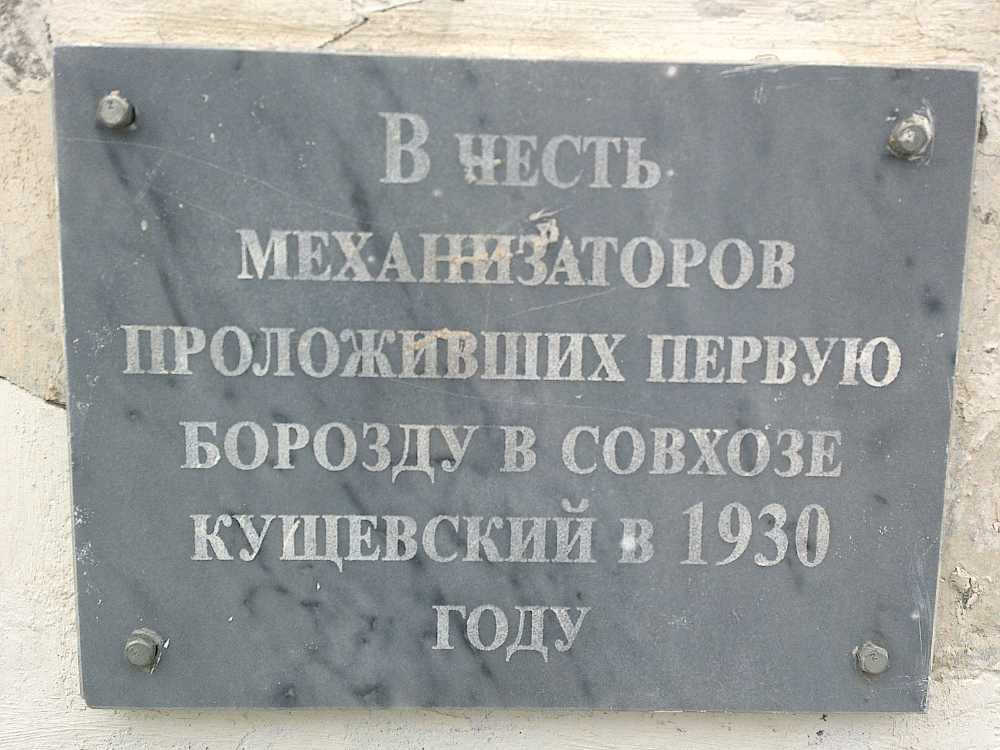 В ЧЕСТЬ
МЕХАНИЗАТОРОВ
ПРОЛОЖИВШИХ ПЕРВУЮ
БОРОЗДУ В СОВХОЗЕ
КУЩЕВСКИЙ В 1930
ГОДУ